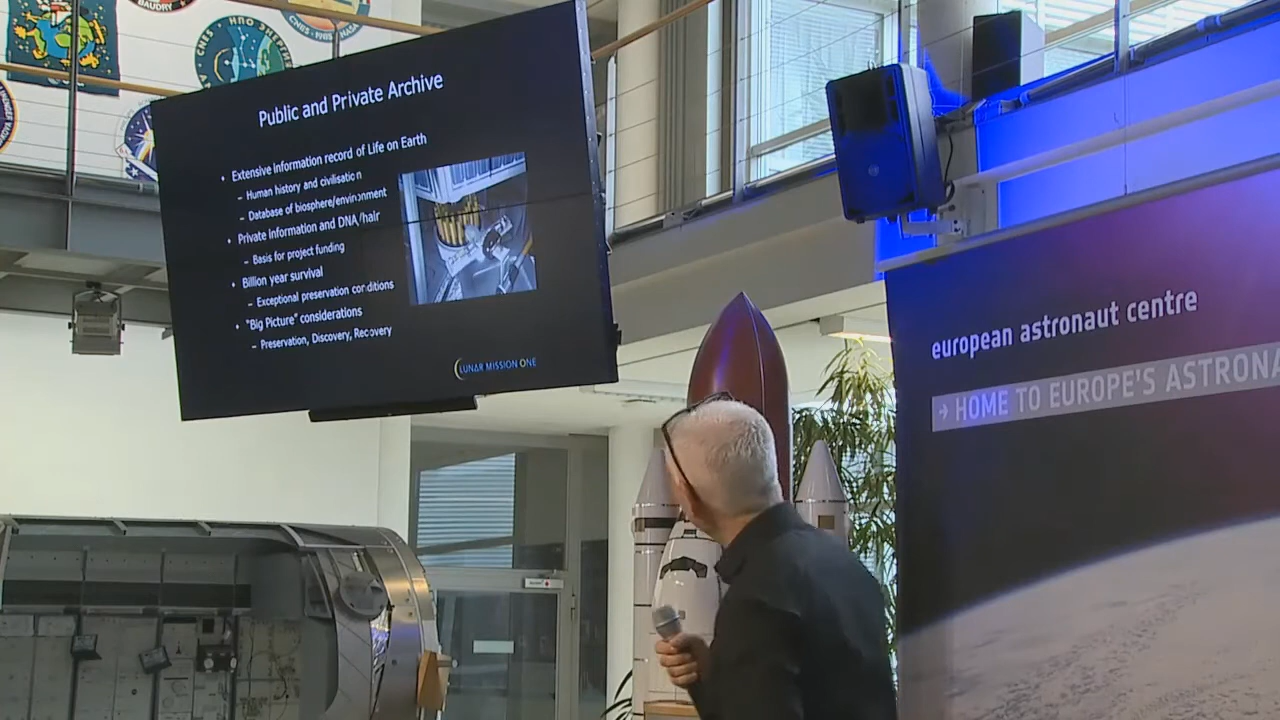 BAUDRY
CNES
Public and Private Archive
• Extensive information record of Life on Earth
– Human history and civilisation
– Database of biosphere/environment
• Private Information and DNA/hair
– Basis for project funding
• Billion year survival
– Exceptional preservation conditions
• "Big Picture" considerations
– Preservation, Discovery, Recovery
LUNAR MISSION ONE
european astronaut centre
→ HOME TO EUROPE'S ASTRONA